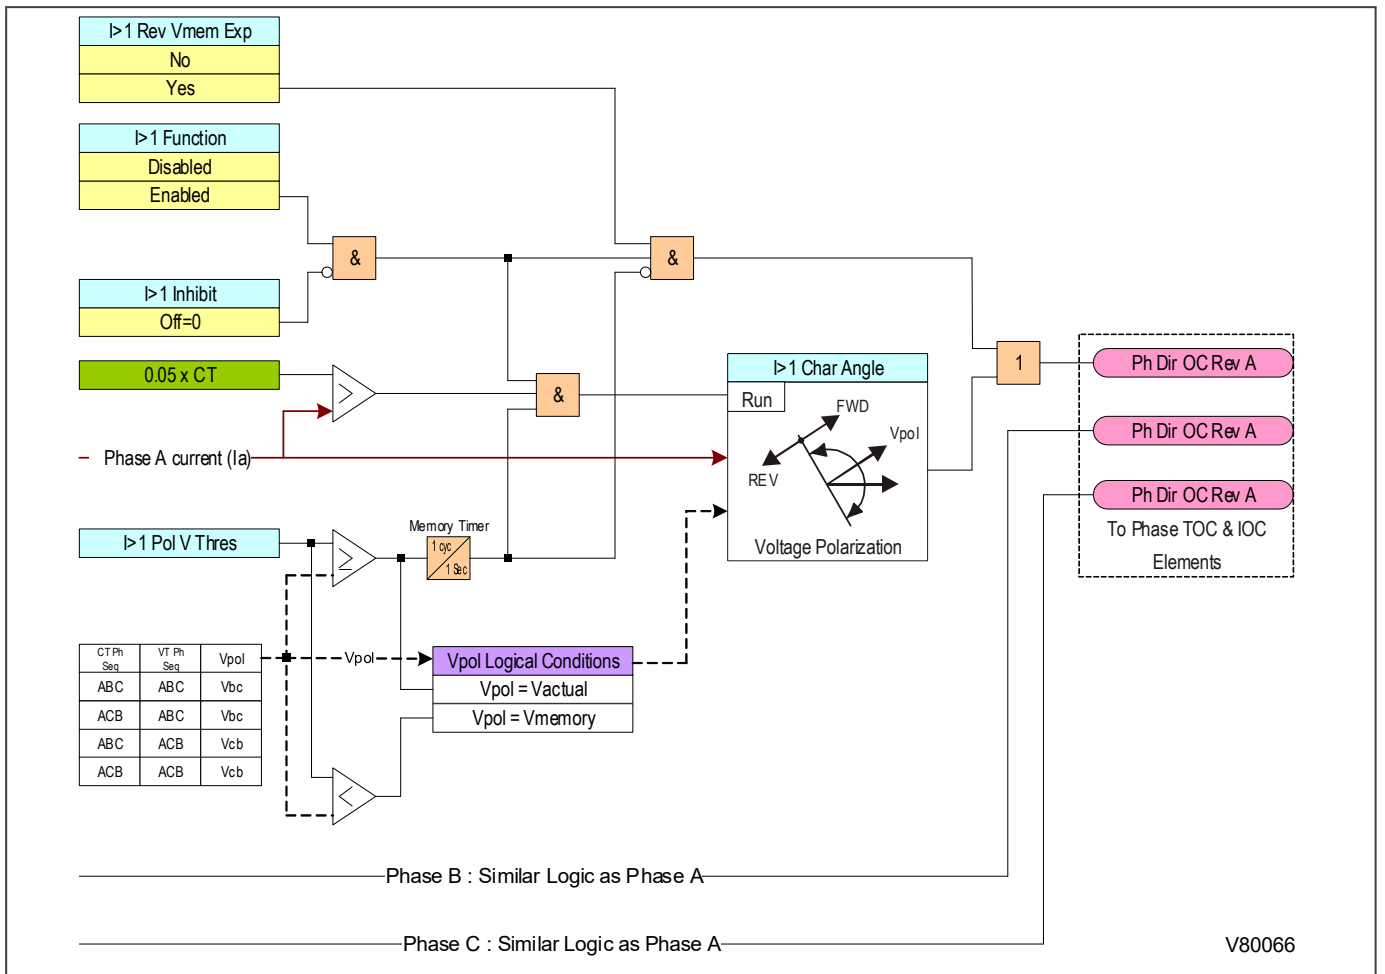 I>1 Rev Vmem Exp
No
Yes
I>1 Function
Disabled
Enabled
&
&
I>1 Inhibit
Off=0
0.05 x CT
>
&
I>1 Char Angle
Run
FWD
Vpol
REV
Voltage Polarization
1
Ph Dir OC Rev A
Ph Dir OC Rev A
Ph Dir OC Rev A
To Phase TOC & IOC
Elements
Phase A current (Ia)
I>1 Pol V Thres
≥
Memory Timer
1 cyc
1 Sec
CT Ph Seq VT Ph Seq Vpol
ABC ABC Vbc
ACB ABC Vbc
ABC ACB Vcb
ACB ACB Vcb
Vpol
Vpol Logical Conditions
Vpol = Vactual
Vpol = Vmemory
<
Phase B : Similar Logic as Phase A
Phase C : Similar Logic as Phase A
V80066